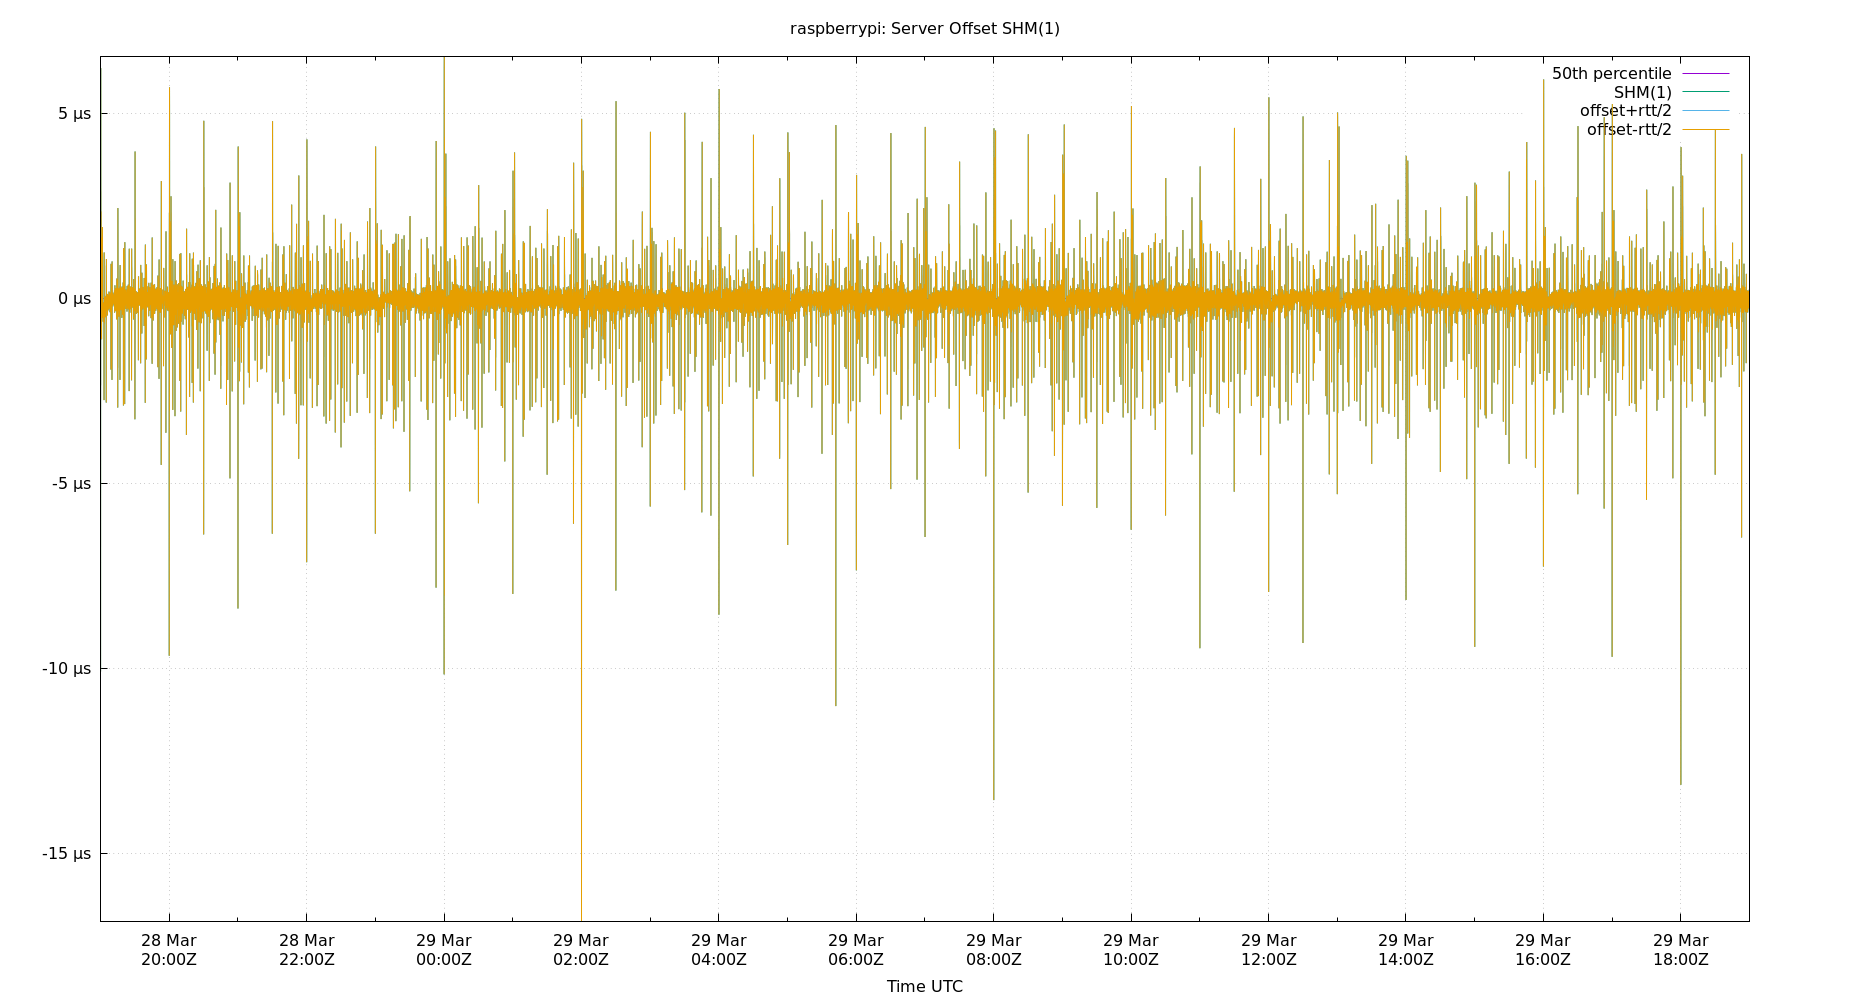 raspberrypi: Server Offset SHM(1)
50th percentile
SHM(1)
offset+rtt/2
offset-rtt/2
5 µs
0 µs
-5 µs
-10 µs
-15 µs
28 Mar 28 Mar 29 Mar 29 Mar 29 Mar 29 Mar 29 Mar 29 Mar 29 Mar 29 Mar 29 Mar 29 Mar
20:00Z 22:00Z 00:00Z 02:00Z 04:00Z 06:00Z 08:00Z 10:00Z 12:00Z 14:00Z 16:00Z 18:00Z
Time UTC